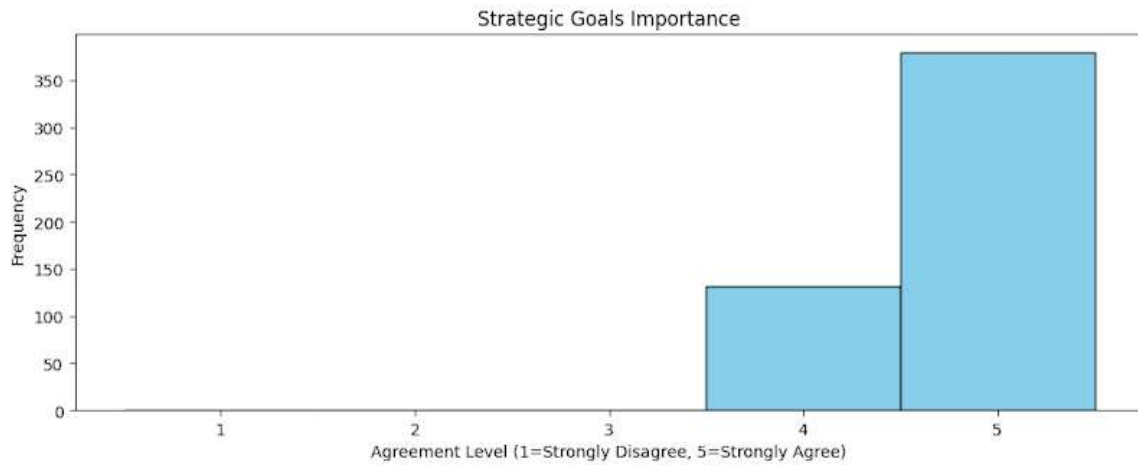 Strategic Goals Importance
350
300
250
200
150
100
50
0
Frequency
1 2 3 4 5
Agreement Level (1=Strongly Disagree, 5=Strongly Agree)